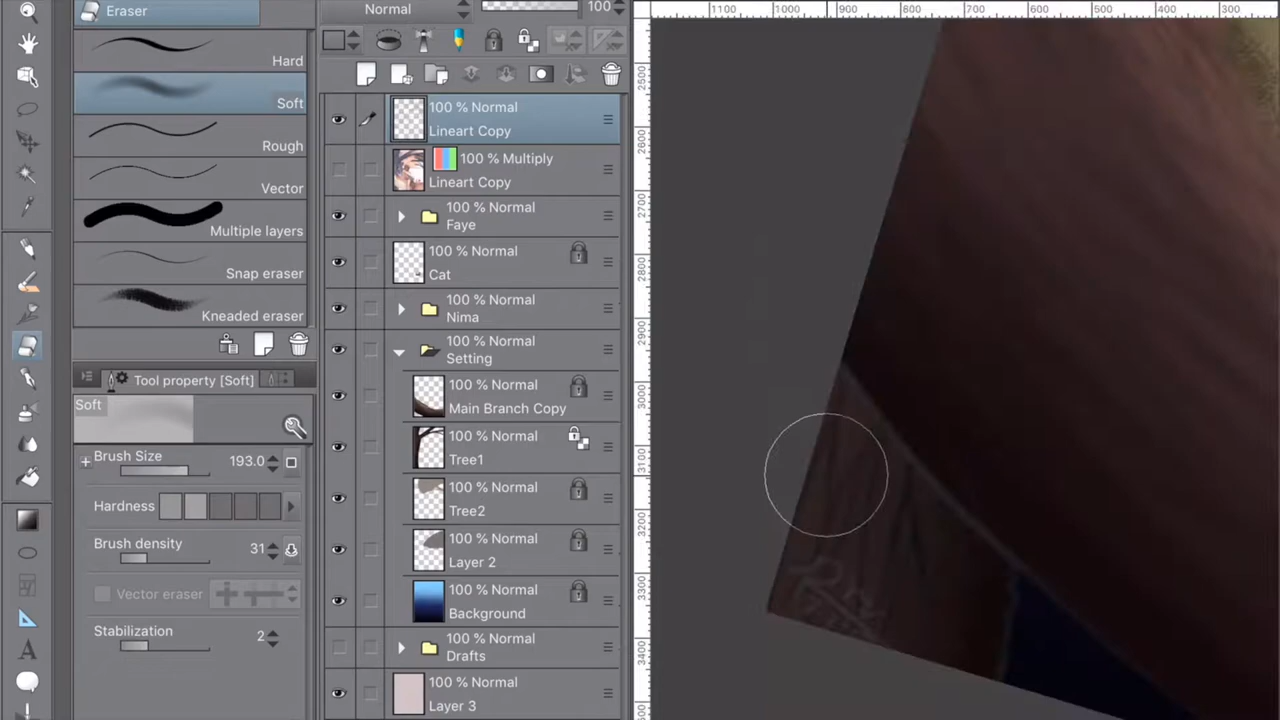 Eraser
Hard
Soft
Rough
Vector
Multiple layers
Snap eraser
Kneaded eraser
Tool property [Soft]
Soft
Brush Size 193.0
Hardness
Brush density 31
Vector eraser
Stabilization 2
Normal 100
100 % Normal
Lineart Copy
100 % Multiply
Lineart Copy
100 % Normal
Faye
100 % Normal
Cat
100 % Normal
Nima
100 % Normal
Setting
100 % Normal
Main Branch Copy
100 % Normal
Tree1
100 % Normal
Tree2
100 % Normal
Layer 2
100 % Normal
Background
100 % Normal
Drafts
100 % Normal
Layer 3
1100 1000 900 800 700 600 500 400 300
2500
2600
2700
2800
2900
3000
3100
3200
3300
3400